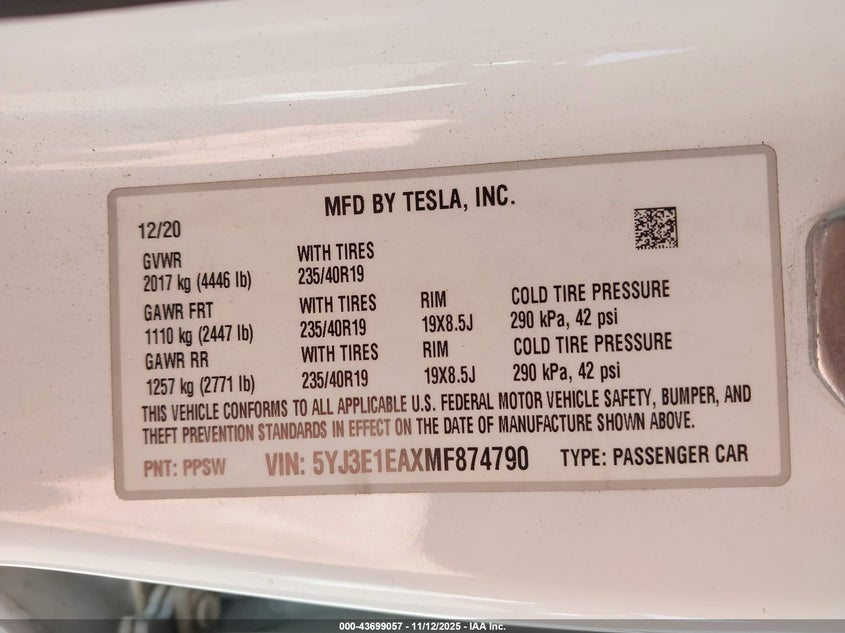 MFD BY TESLA, INC.
12/20
GVWR WITH TIRES
2017 kg (4446 lb) 235/40R19
GAWR FRT WITH TIRES RIM COLD TIRE PRESSURE
1110 kg (2447 lb) 235/40R19 19X8.5J 290 kPa, 42 psi
GAWR RR WITH TIRES RIM COLD TIRE PRESSURE
1257 kg (2771 lb) 235/40R19 19X8.5J 290 kPa, 42 psi
THIS VEHICLE CONFORMS TO ALL APPLICABLE U.S. FEDERAL MOTOR VEHICLE SAFETY, BUMPER, AND
THEFT PREVENTION STANDARDS IN EFFECT ON THE DATE OF MANUFACTURE SHOWN ABOVE.
PNT: PPSW VIN: 5YJ3E1EAXMF874790 TYPE: PASSENGER CAR
000-43699057 - 11/12/2025 - IAA Inc.